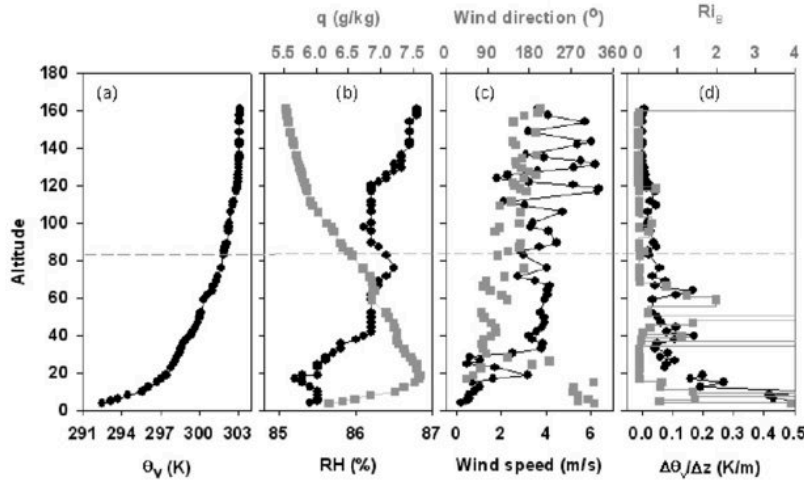 q (g/kg) Wind direction (º) Ri_B
5.5 6.0 6.5 7.0 7.5 0 90 180 270 360 0 1 2 3 4
180
160
140
120
100
80
60
40
20
0
Altitude
(a) (b) (c) (d)
291 294 297 300 303 85 86 87 0 2 4 6 0.0 0.1 0.2 0.3 0.4 0.5
θv (K) RH (%) Wind speed (m/s) Δθv/Δz (K/m)